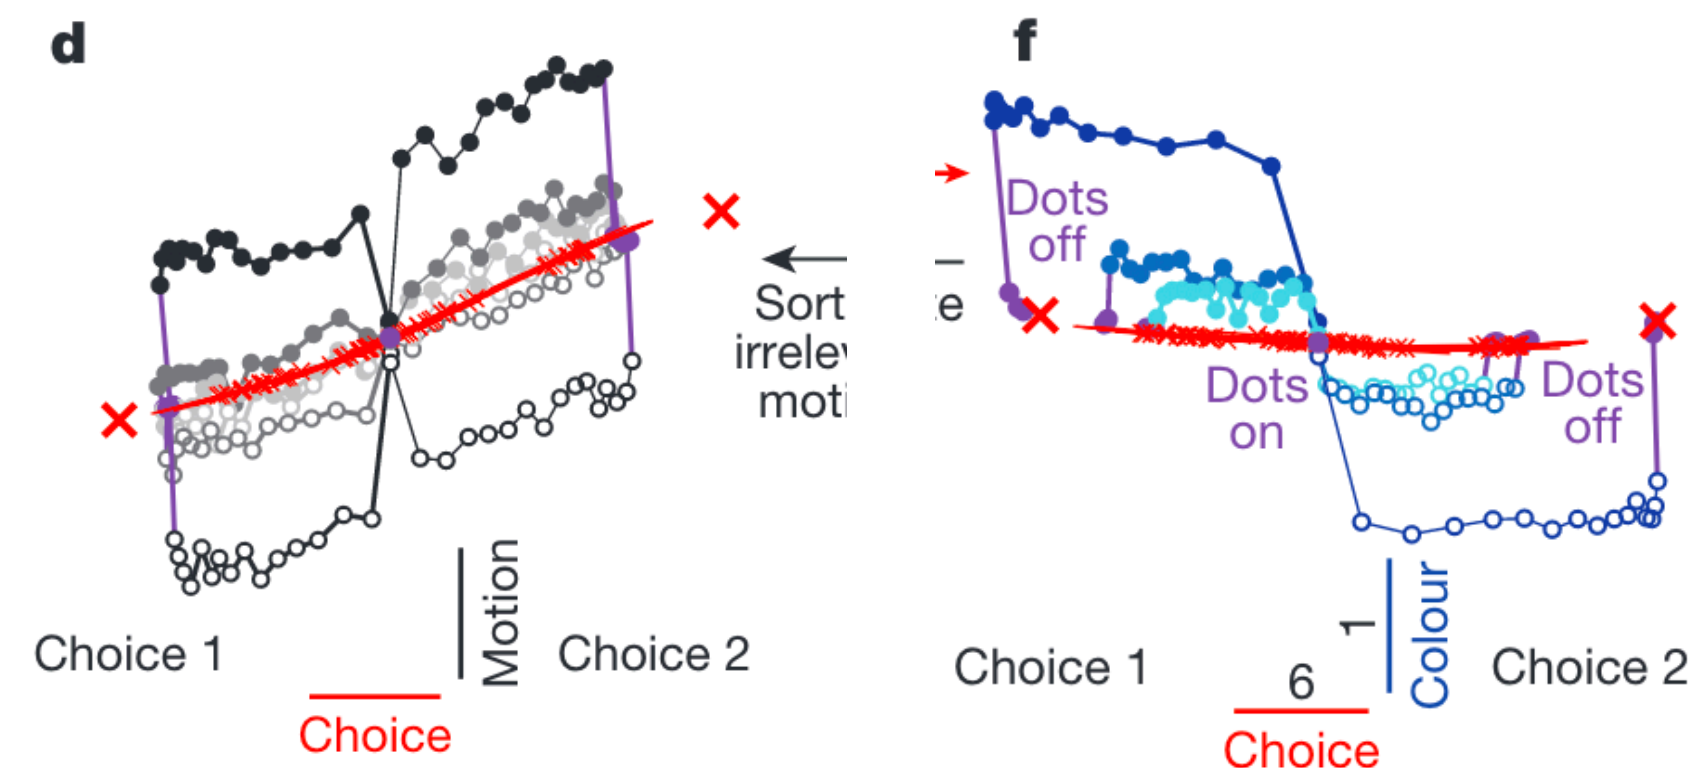 d
Sort
irrelev
moti
Motion
Choice 1
Choice 2
Choice
f
e
Dots
off
Dots
on
Dots
off
1
Colour
Choice 1
6
Choice 2
Choice